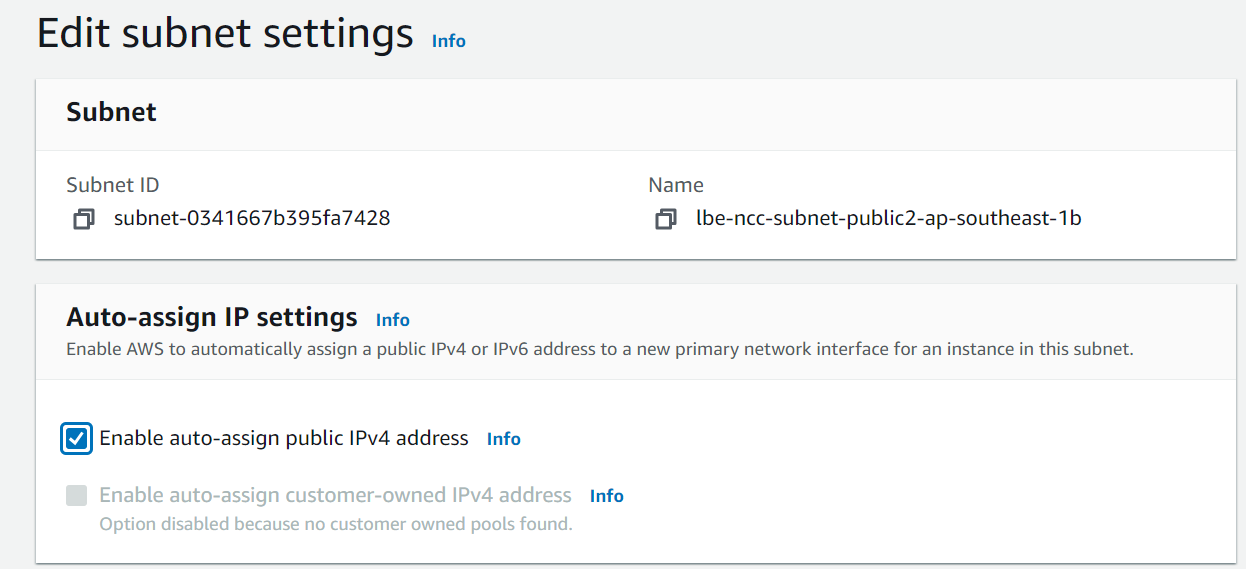 Edit subnet settings Info
Subnet
Subnet ID
subnet-0341667b395fa7428
Name
lbe-ncc-subnet-public2-ap-southeast-1b
Auto-assign IP settings Info
Enable AWS to automatically assign a public IPv4 or IPv6 address to a new primary network interface for an instance in this subnet.
Enable auto-assign public IPv4 address Info
Enable auto-assign customer-owned IPv4 address Info
Option disabled because no customer owned pools found.